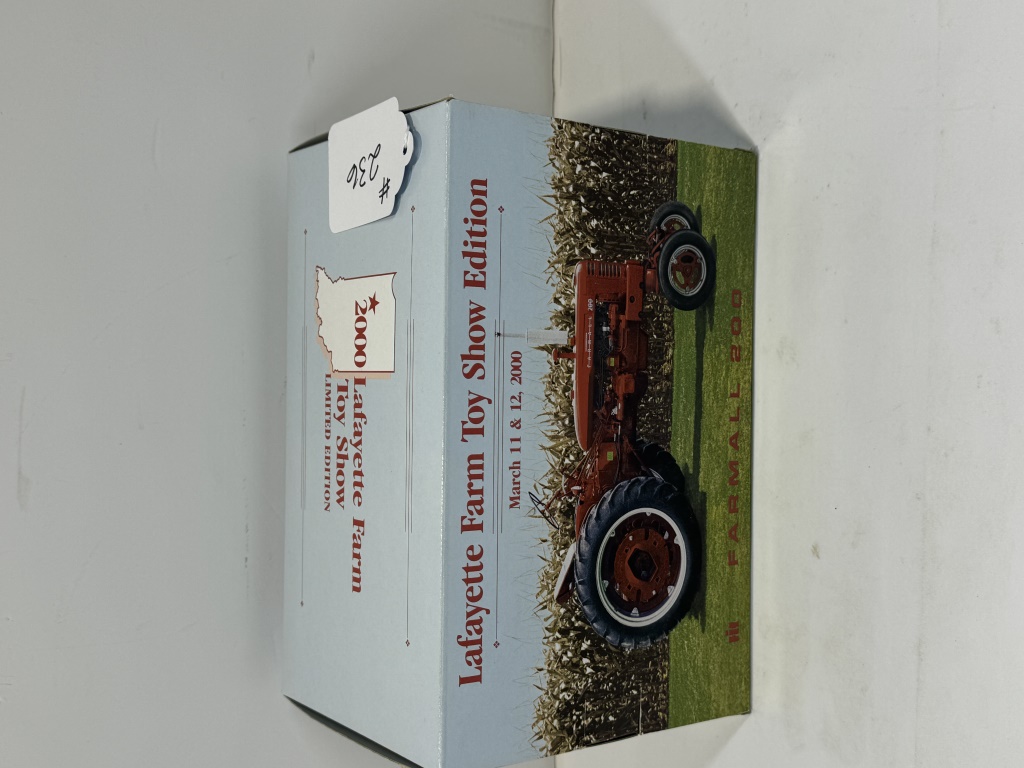 # 236
2000 Lafayette Farm
Toy Show
LIMITED EDITION
Lafayette Farm Toy Show Edition
March 11 & 12, 2000
FARMALL 200